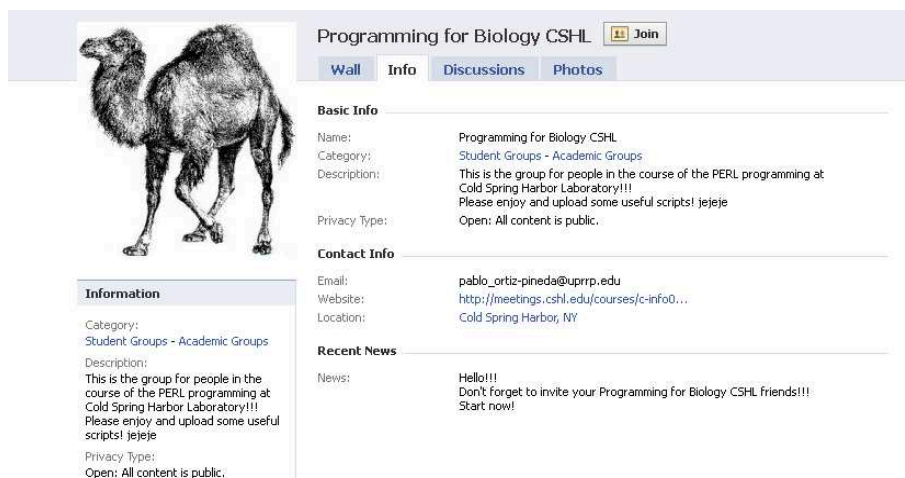 Programming for Biology CSHL
Join
Wall Info Discussions Photos
Basic Info
Name: Programming for Biology CSHL
Category: Student Groups - Academic Groups
Description: This is the group for people in the course of the PERL programming at
Cold Spring Harbor Laboratory!!!
Please enjoy and upload some useful scripts! jejeje
Privacy Type: Open: All content is public.
Contact Info
Email: pablo_ortiz-pineda@uprrp.edu
Website: http://meetings.cshl.edu/courses/c-info0...
Location: Cold Spring Harbor, NY
Recent News
News: Hello!!!
Don't forget to invite your Programming for Biology CSHL friends!!!
Start now!
Information
Category:
Student Groups - Academic Groups
Description:
This is the group for people in the
course of the PERL programming at
Cold Spring Harbor Laboratory!!!
Please enjoy and upload some useful
scripts! jejeje
Privacy Type:
Open: All content is public.